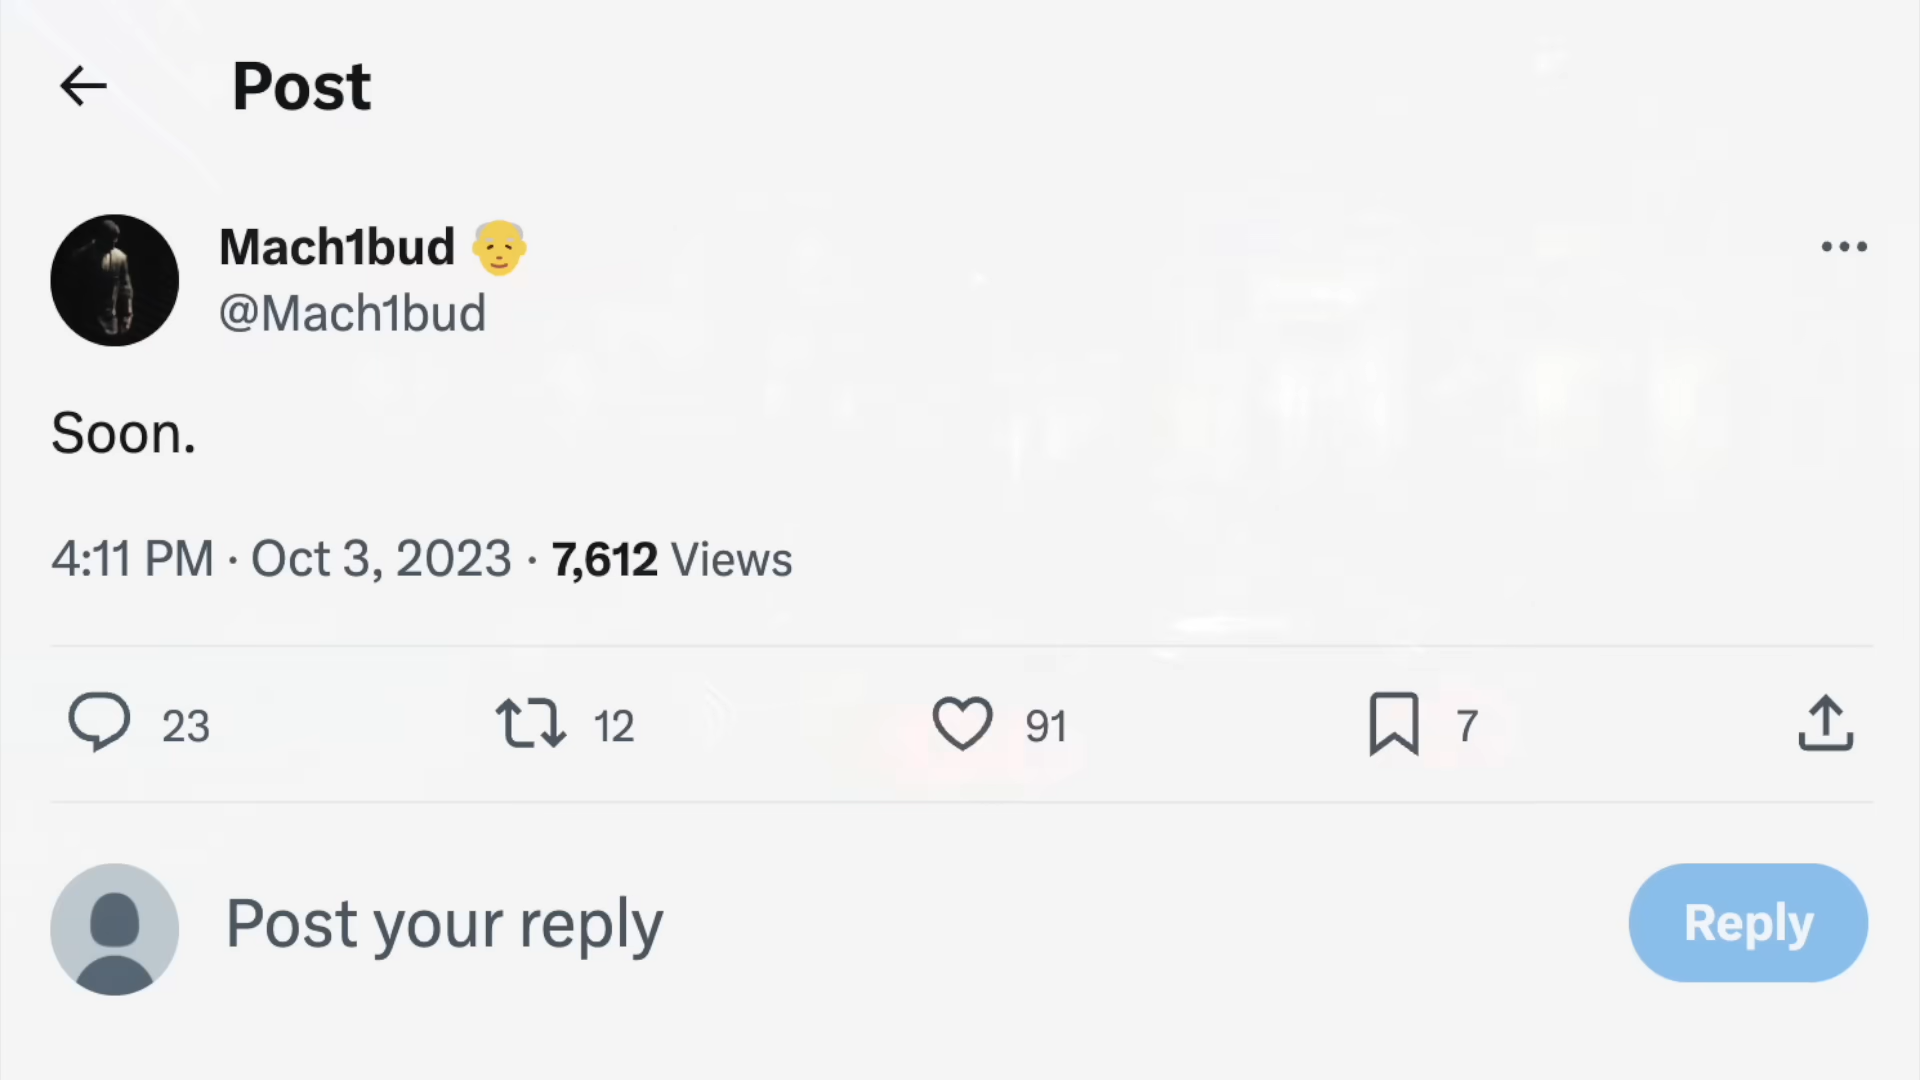 Post
Mach1bud 👴
@Mach1bud
Soon.
4:11 PM · Oct 3, 2023 · 7,612 Views
23 12 91 7
Post your reply
Reply